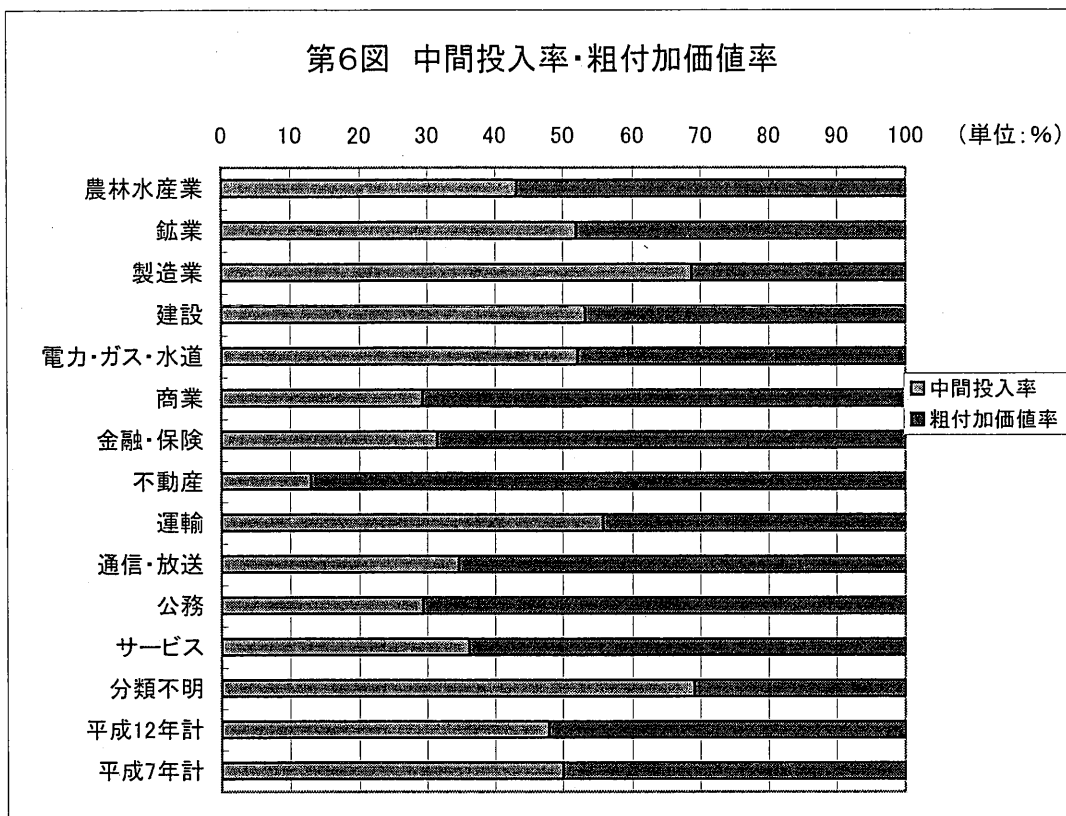 第6図 中間投入率・粗付加価値率
0 10 20 30 40 50 60 70 80 90 100 (単位:%)
農林水産業
鉱業
製造業
建設
電力・ガス・水道
商業
金融・保険
不動産
運輸
通信・放送
公務
サービス
分類不明
平成12年計
平成7年計
中間投入率
粗付加価値率